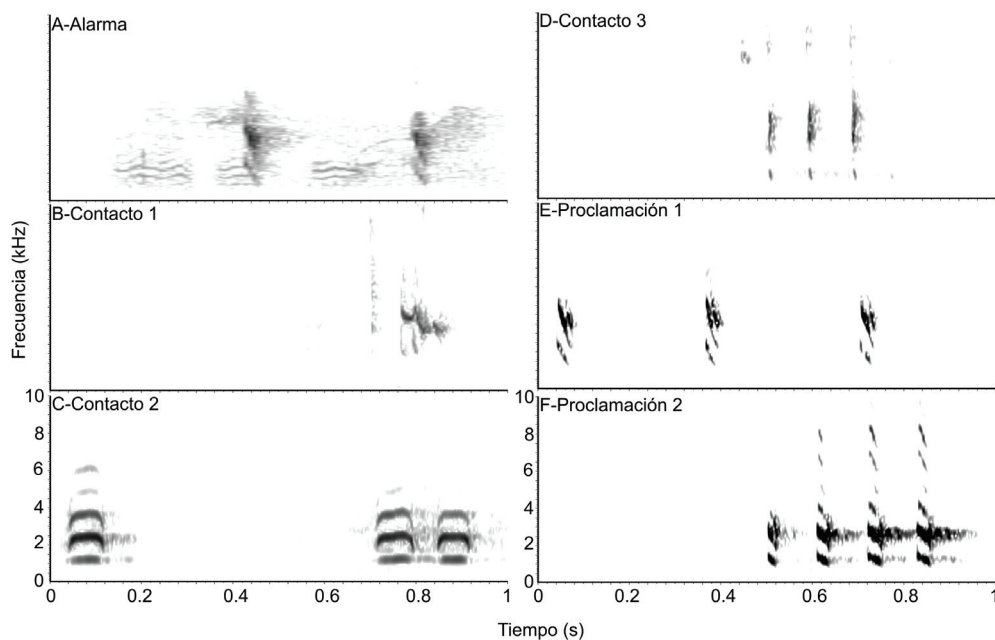 A-Alarma
D-Contacto 3
B-Contacto 1
E-Proclamación 1
Frecuencia (kHz)
10
C-Contacto 2
10
F-Proclamación 2
8
8
6
6
4
4
2
2
0
0
0 0.2 0.4 0.6 0.8 1
0 0.2 0.4 0.6 0.8 1
Tiempo (s)